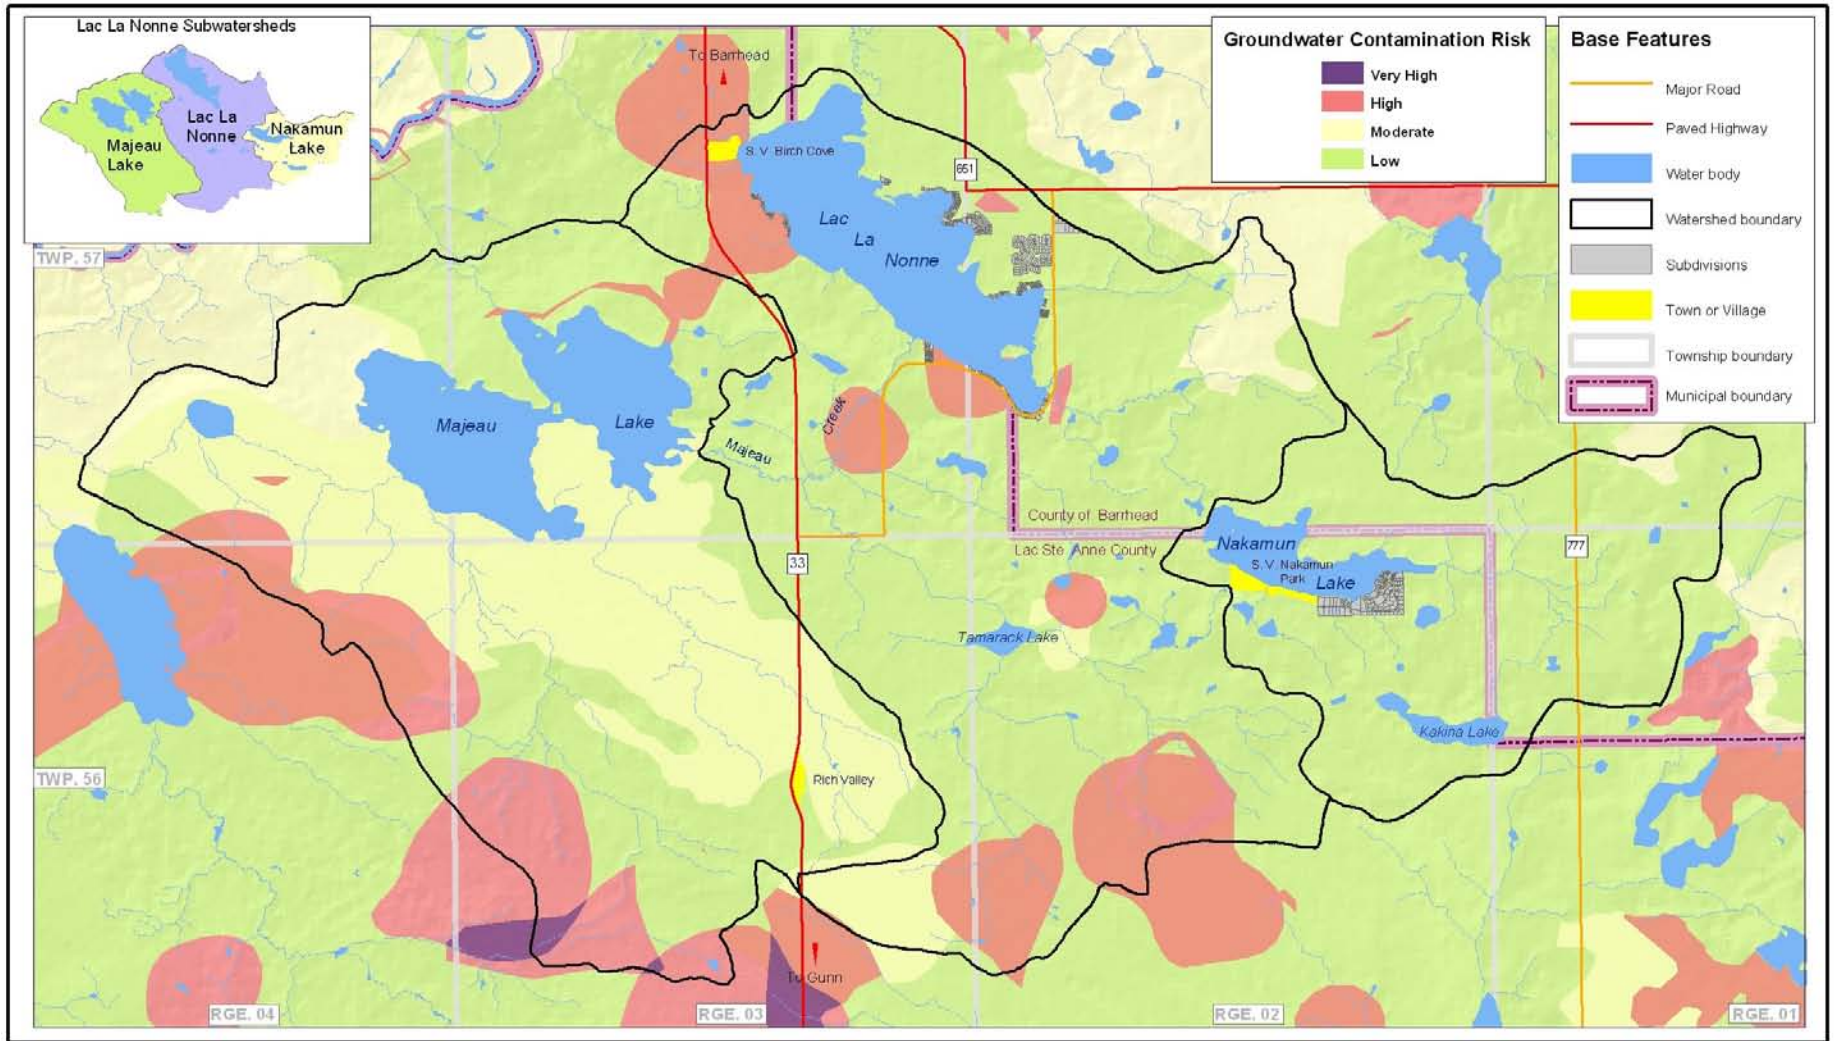 Lac La Nonne Subwatersheds
Lac La
Nonne
Nakamun
Lake
Majeau
Lake
Groundwater Contamination Risk
Very High
High
Moderate
Low
Base Features
Major Road
Paved Highway
Water body
Watershed boundary
Subdivisions
Town or Village
Township boundary
Municipal boundary
To Barrhead
S. V. Birch Cove
651
Lac
La
Nonne
TWP. 57
Majeau
Lake
Creek
Majeau
County of Barrhead
Lac Ste. Anne County
33
777
Nakamun
S. V. Nakamun
Park
Lake
Tamarack Lake
Kakina Lake
TWP. 56
Rich Valley
To Gunn
RGE. 04
RGE. 03
RGE. 02
RGE. 01